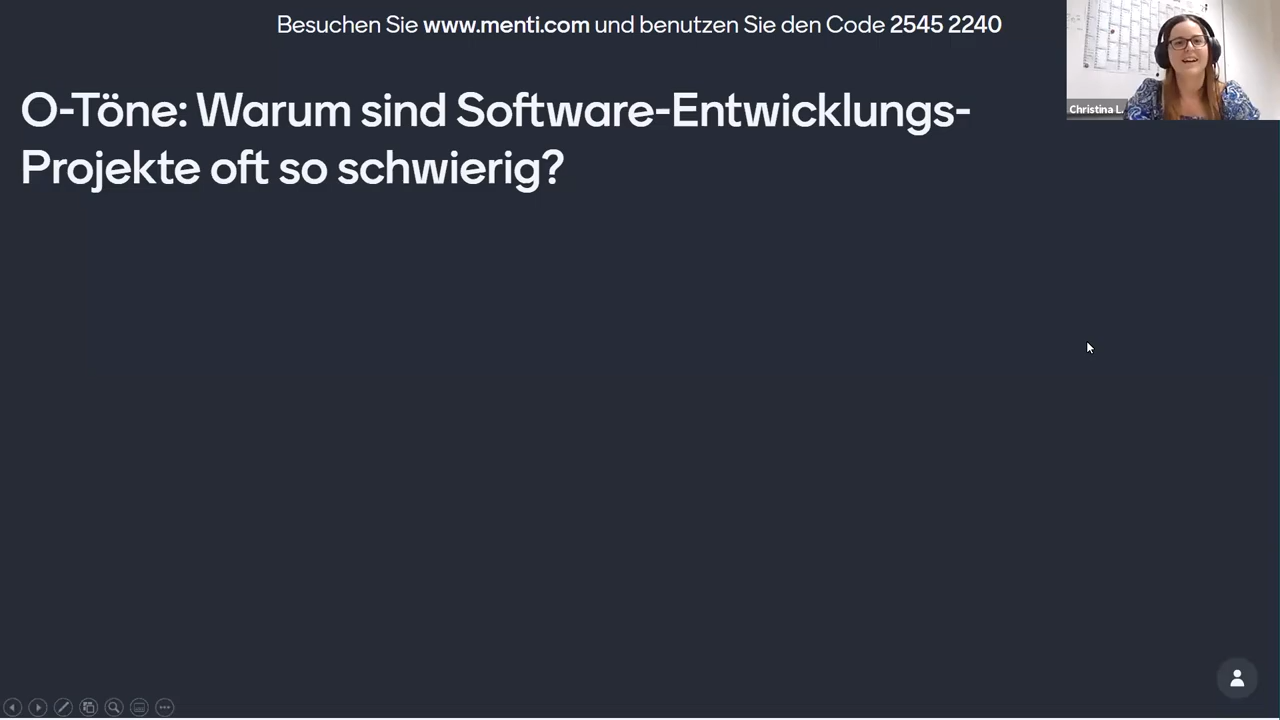 Besuchen Sie www.menti.com und benutzen Sie den Code 2545 2240
O-Töne: Warum sind Software-Entwicklungs-
Projekte oft so schwierig?
Christina L.